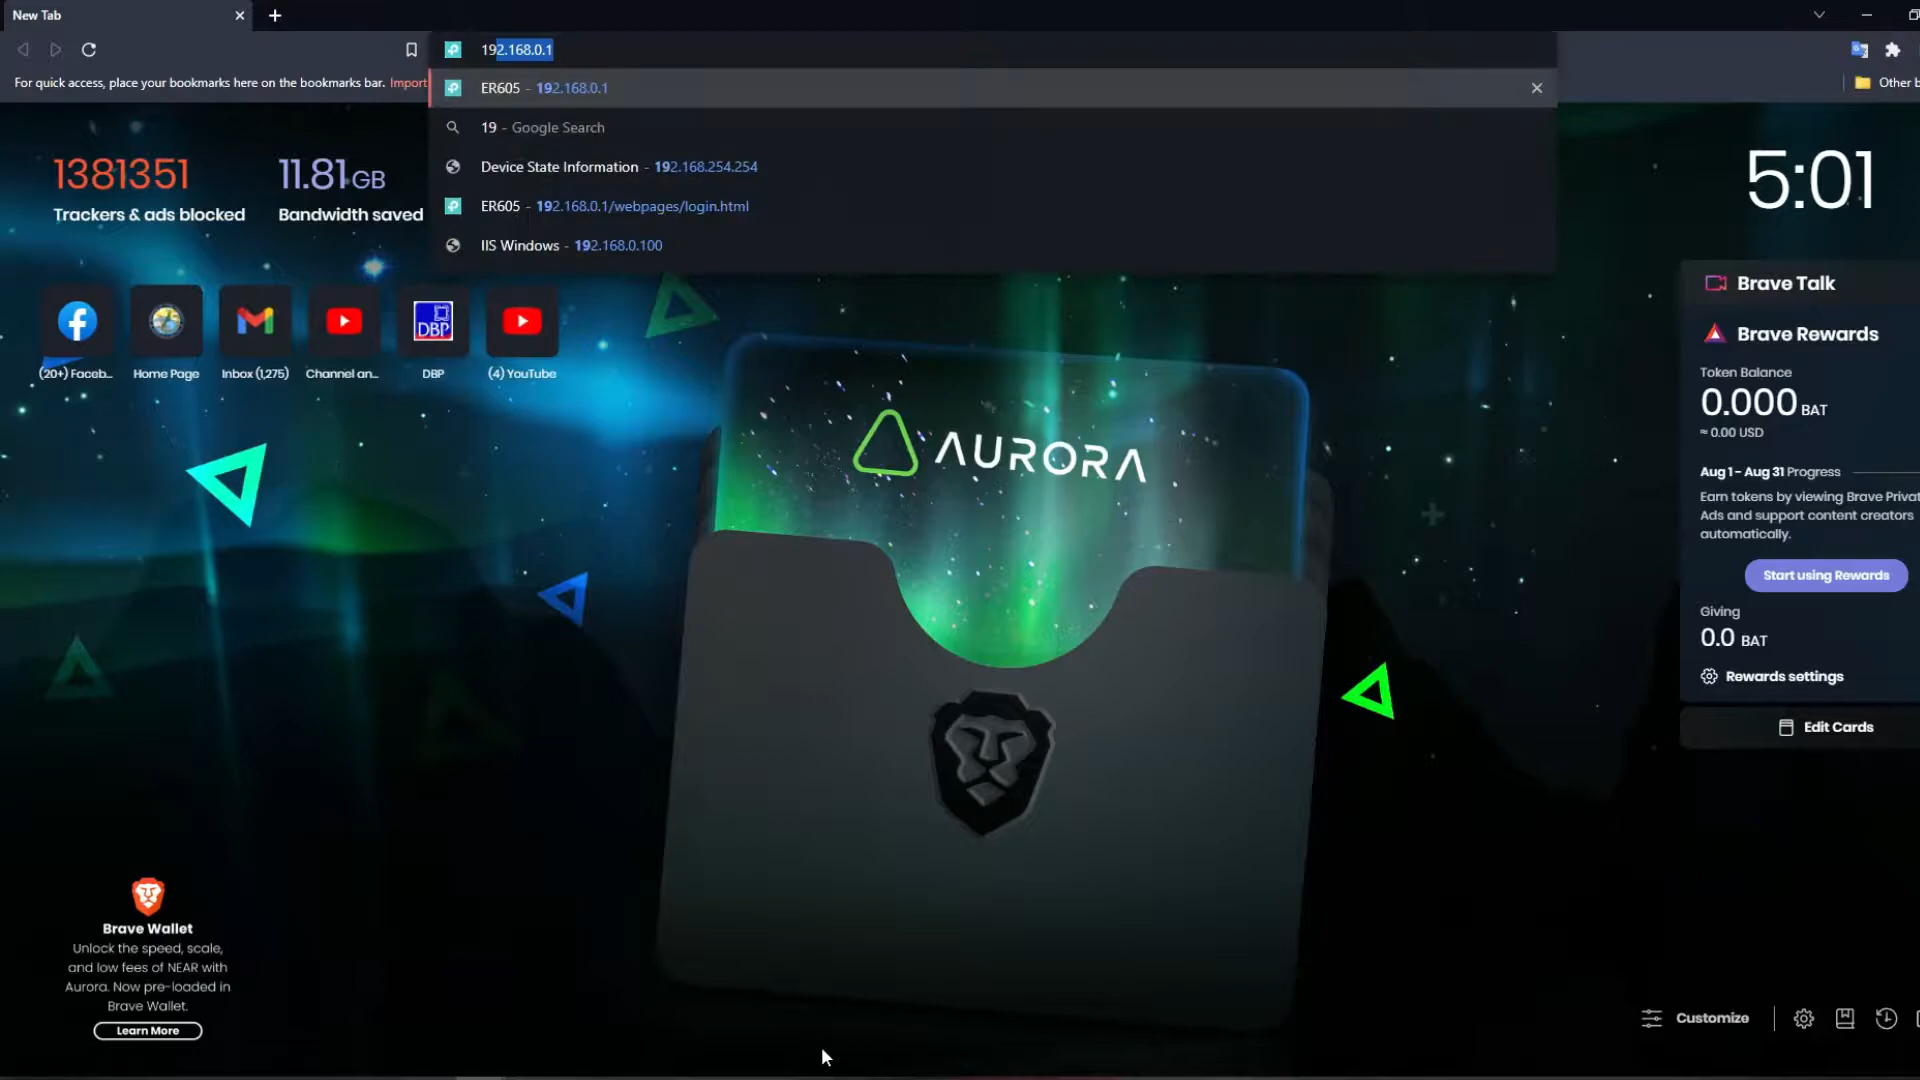 New Tab
192.168.0.1
For quick access, place your bookmarks here on the bookmarks bar. Import
Other b
ER605 - 192.168.0.1
19 - Google Search
Device State Information - 192.168.254.254
ER605 - 192.168.0.1/webpages/login.html
IIS Windows - 192.168.0.100
1381351
Trackers & ads blocked
11.81 GB
Bandwidth saved
5:01
(20+) Faceb...
Home Page
Inbox (1,275)
Channel an...
DBP
DBP
(4) YouTube
AURORA
Brave Talk
Brave Rewards
Token Balance
0.000 BAT
≈ 0.00 USD
Aug 1 - Aug 31 Progress
Earn tokens by viewing Brave Privat
Ads and support content creators
automatically.
Start using Rewards
Giving
0.0 BAT
Rewards settings
Edit Cards
Brave Wallet
Unlock the speed, scale,
and low fees of NEAR with
Aurora. Now pre-loaded in
Brave Wallet.
Learn More
Customize